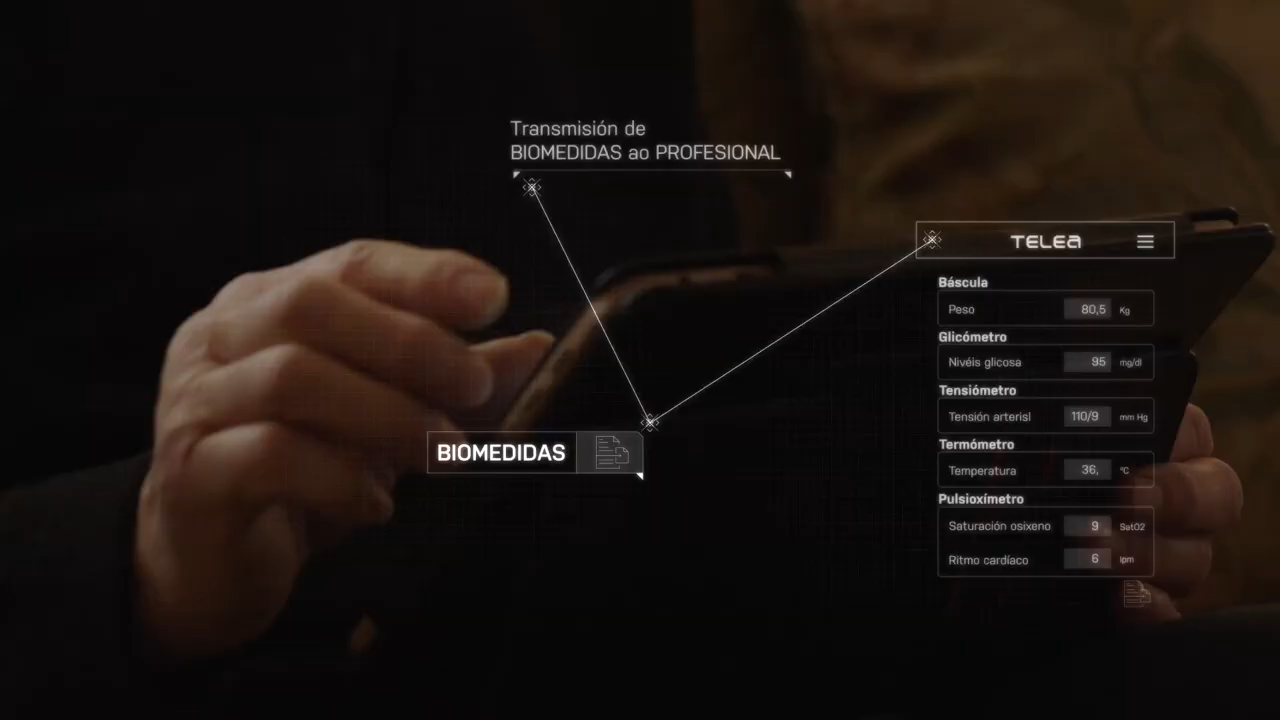 Transmisión de
BIOMEDIDAS ao PROFESIONAL
TELEA
Báscula
Peso 80,5 Kg
Glicómetro
Nivéis glicosa 95 mg/dl
Tensiómetro
Tensión arterisl 110/9 mm Hg
Termómetro
Temperatura 36, ºC
Pulsioxímetro
Saturación osixeno 9 SatO2
Ritmo cardíaco 6 lpm
BIOMEDIDAS